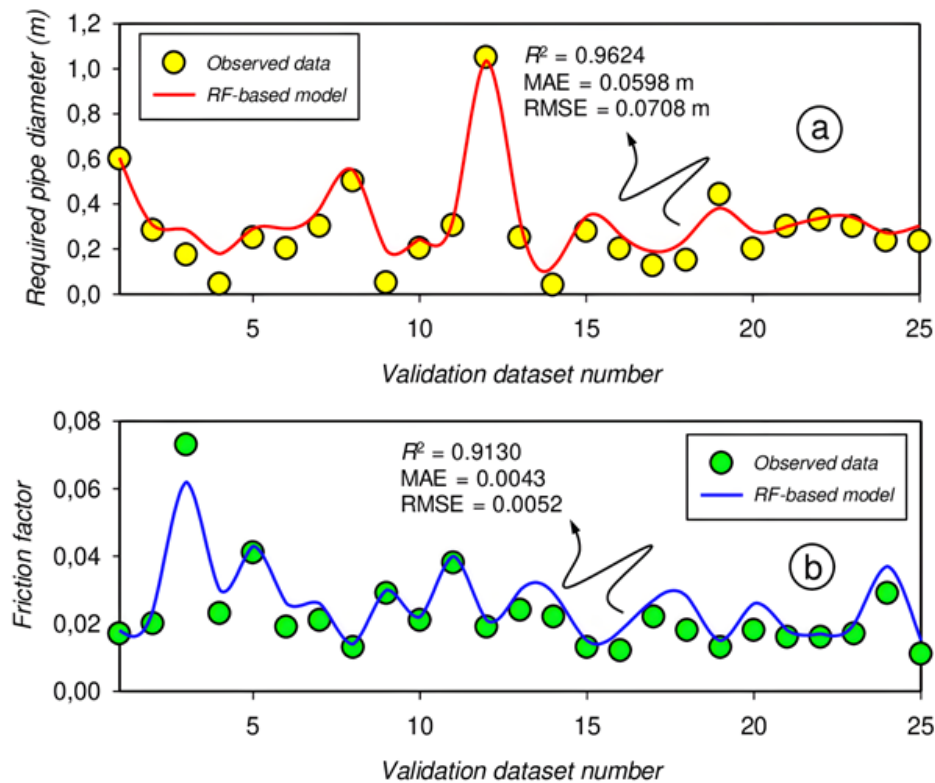 Required pipe diameter (m)
1,2
1,0
0,8
0,6
0,4
0,2
0,0
Observed data
RF-based model
R² = 0.9624
MAE = 0.0598 m
RMSE = 0.0708 m
a
5
10
15
20
25
Validation dataset number
Friction factor
0,08
0,06
0,04
0,02
0,00
R² = 0.9130
MAE = 0.0043
RMSE = 0.0052
Observed data
RF-based model
b
5
10
15
20
25
Validation dataset number